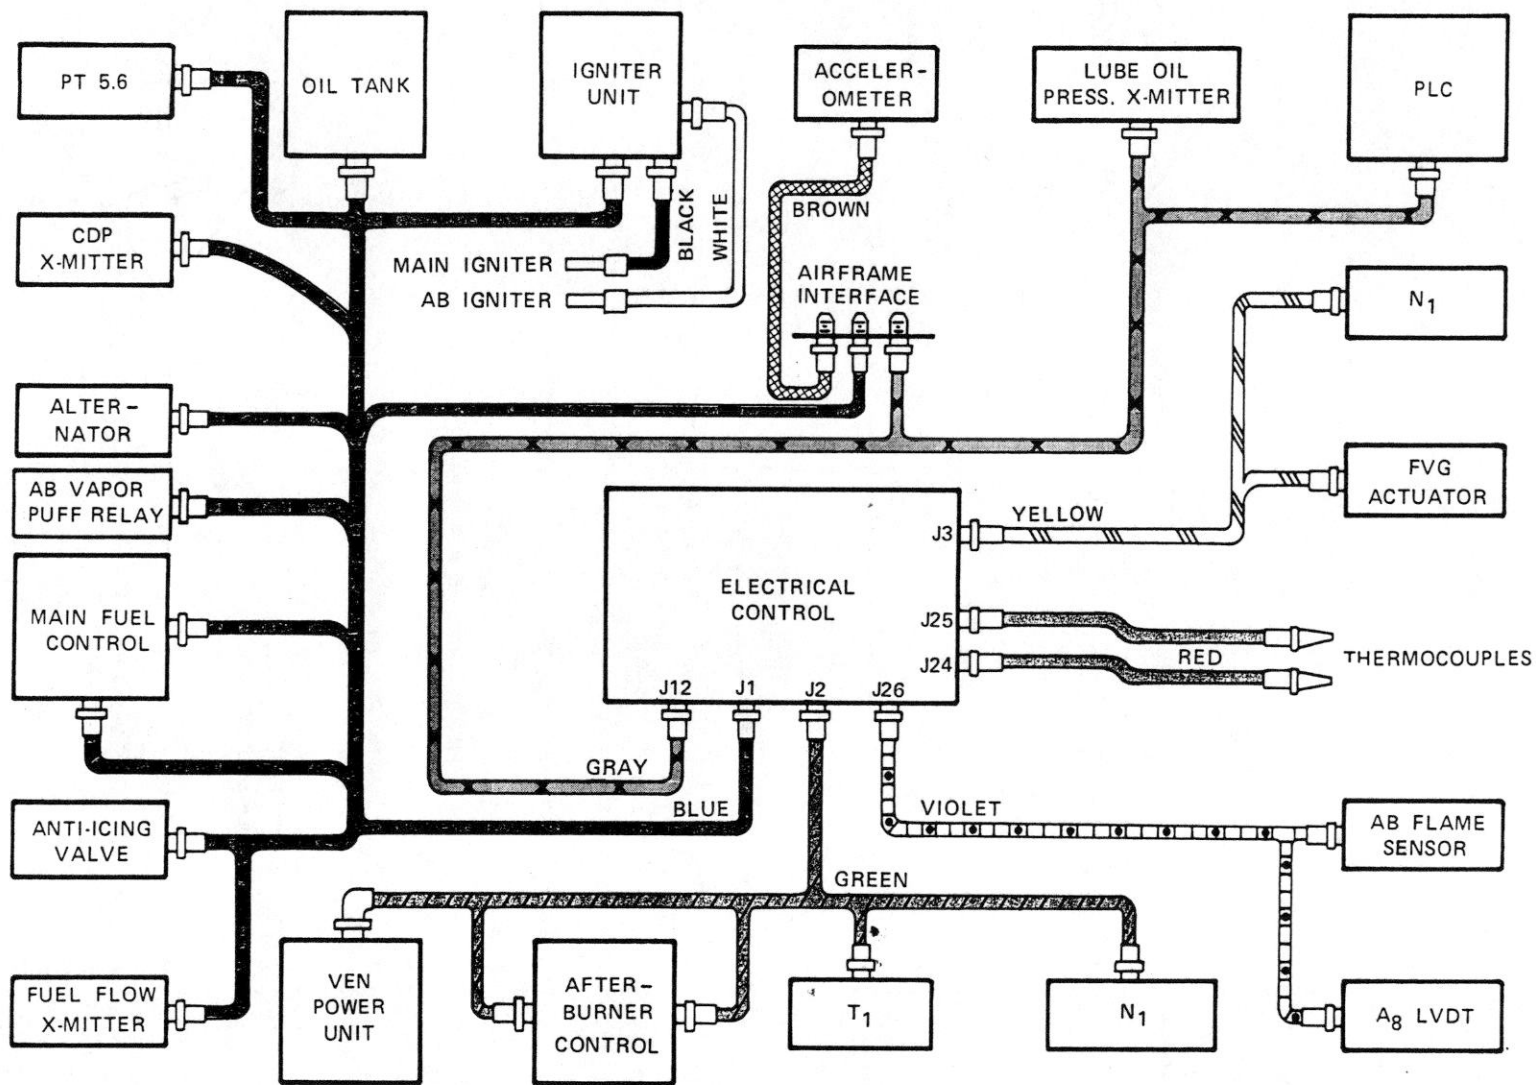 PT 5.6
OIL TANK
IGNITER
UNIT
ACCELER-
OMETER
LUBE OIL
PRESS. X-MITTER
PLC
CDP
X-MITTER
BLACK
WHITE
MAIN IGNITER
AB IGNITER
BROWN
AIRFRAME
INTERFACE
N1
ALTER-
NATOR
AB VAPOR
PUFF RELAY
FVG
ACTUATOR
MAIN FUEL
CONTROL
ELECTRICAL
CONTROL
J3
YELLOW
J25
J24
RED
THERMOCOUPLES
J12
J1
J2
J26
GRAY
BLUE
VIOLET
GREEN
ANTI-ICING
VALVE
AB FLAME
SENSOR
FUEL FLOW
X-MITTER
VEN
POWER
UNIT
AFTER-
BURNER
CONTROL
T1
N1
A8 LVDT